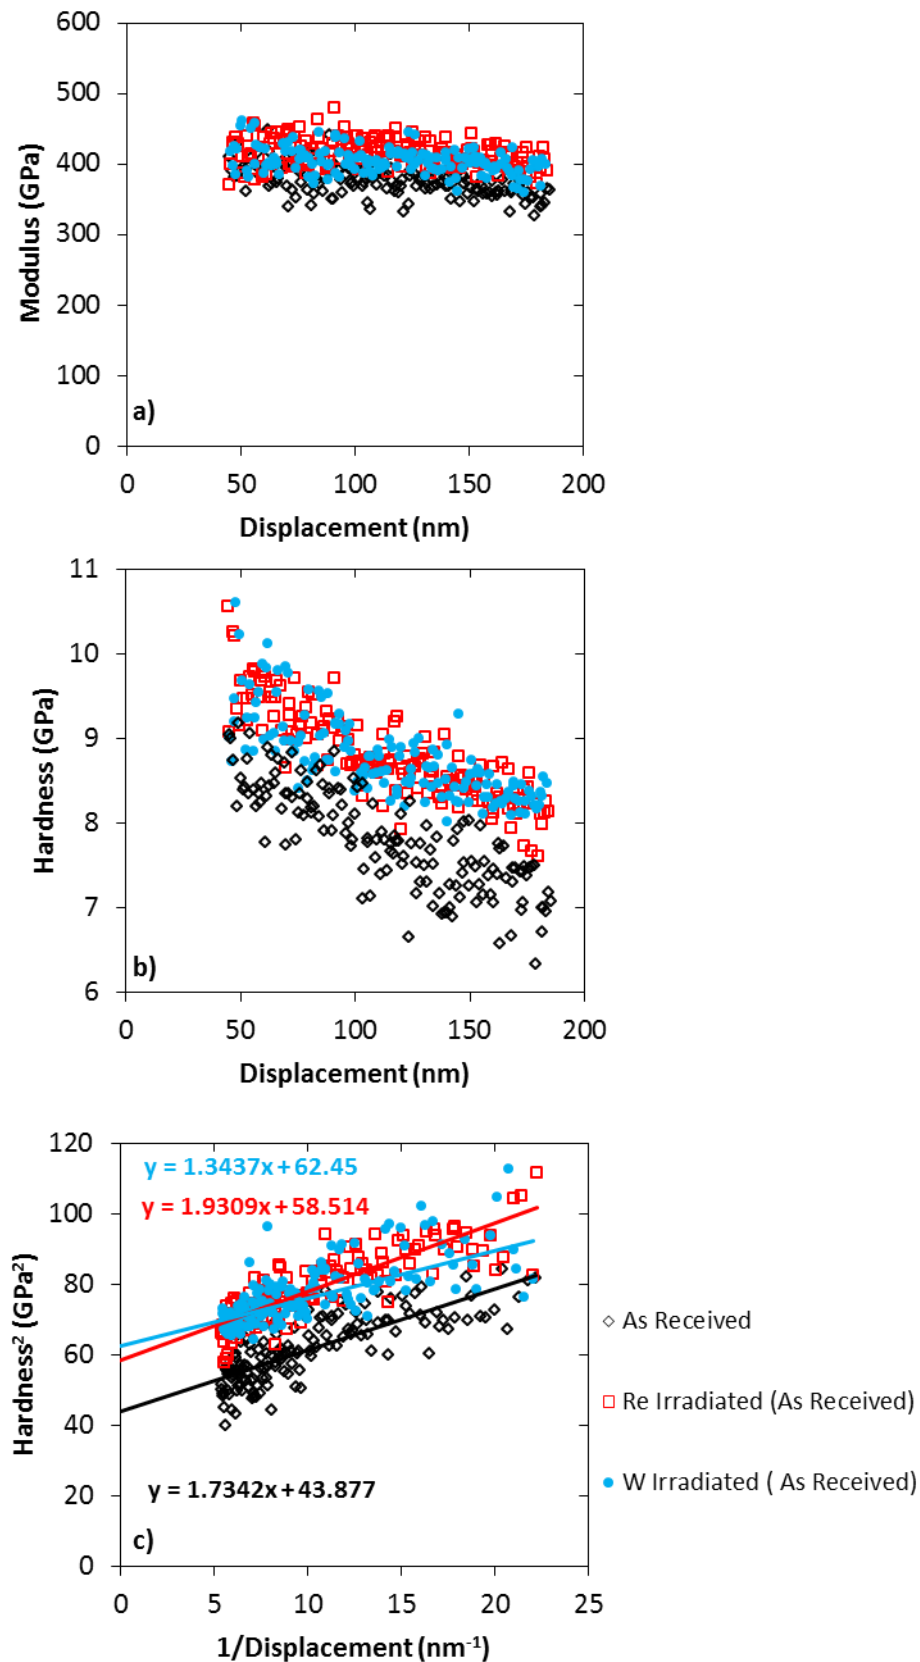 600
500
400
300
200
100
0
Modulus (GPa)
a)
0 50 100 150 200
Displacement (nm)
11
10
9
8
7
6
Hardness (GPa)
b)
0 50 100 150 200
Displacement (nm)
120
100
80
60
40
20
0
Hardness² (GPa²)
y = 1.3437x + 62.45
y = 1.9309x + 58.514
y = 1.7342x + 43.877
c)
0 5 10 15 20 25
1/Displacement (nm⁻¹)
As Received
Re Irradiated (As Received)
W Irradiated ( As Received)